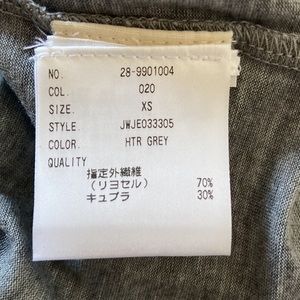 NO. 28-9901004
COL. 020
SIZE. XS
STYLE. JWJE033305
COLOR. HTR GREY
QUALITY
指定外繊維
(リヨセル) 70%
キュプラ 30%